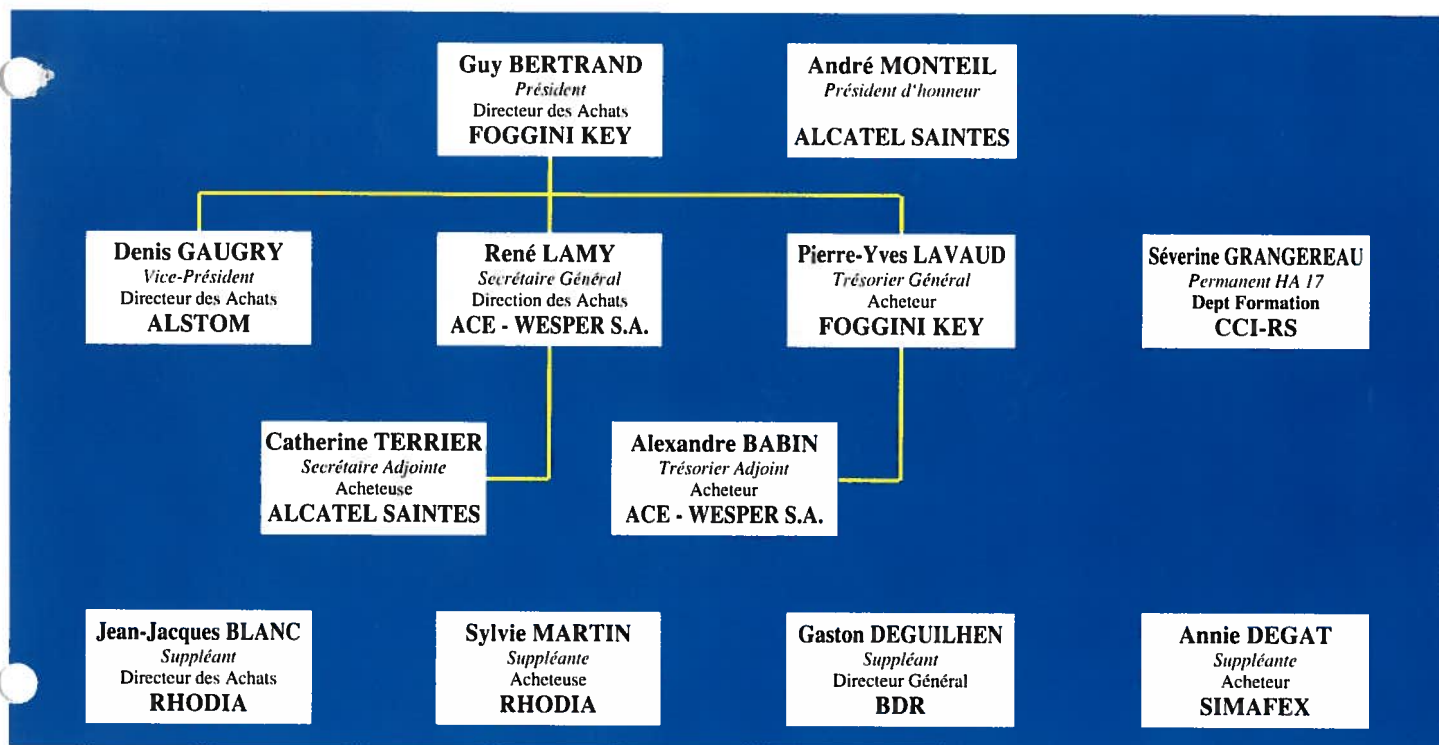 Guy BERTRAND
Président
Directeur des Achats
FOGGINI KEY
André MONTEIL
Président d'honneur
ALCATEL SAINTES
Denis GAUGRY
Vice-Président
Directeur des Achats
ALSTOM
René LAMY
Secrétaire Général
Direction des Achats
ACE - WESPER S.A.
Pierre-Yves LAVAUD
Trésorier Général
Acheteur
FOGGINI KEY
Séverine GRANGEREAU
Permanent HA 17
Dept Formation
CCI-RS
Catherine TERRIER
Secrétaire Adjointe
Acheteuse
ALCATEL SAINTES
Alexandre BABIN
Trésorier Adjoint
Acheteur
ACE - WESPER S.A.
Jean-Jacques BLANC
Suppléant
Directeur des Achats
RHODIA
Sylvie MARTIN
Suppléante
Acheteuse
RHODIA
Gaston DEGUILHEN
Suppléant
Directeur Général
BDR
Annie DEGAT
Suppléante
Acheteur
SIMAFEX